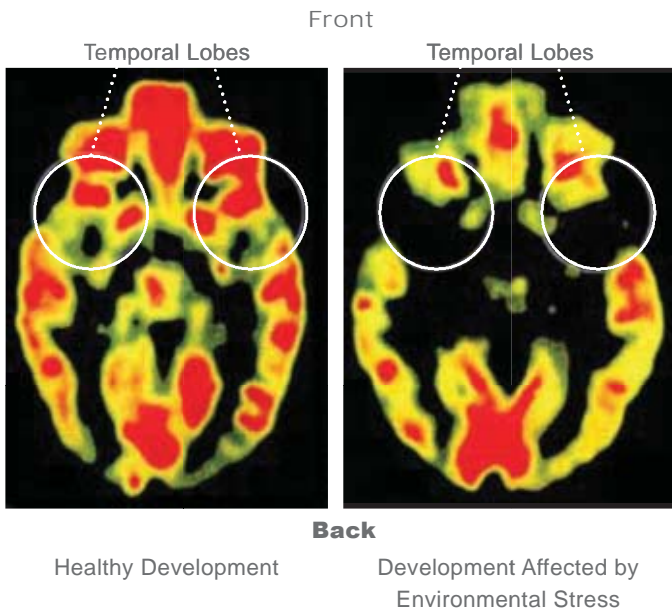 Front
Temporal Lobes
Temporal Lobes
Back
Healthy Development
Development Affected by
Environmental Stress